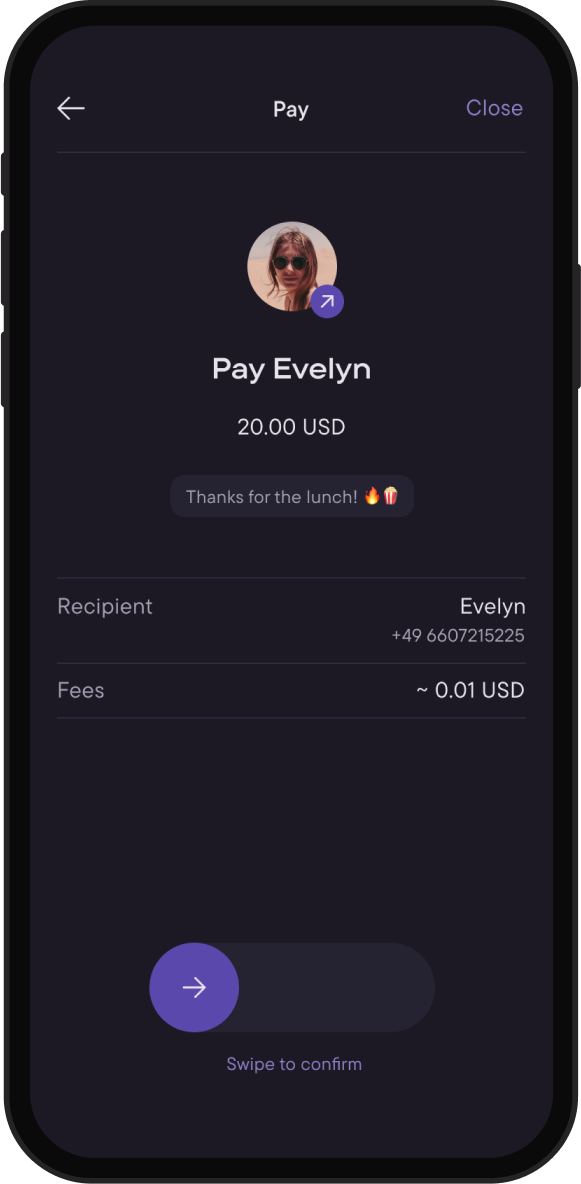 Pay
Close
Pay Evelyn
20.00 USD
Thanks for the lunch! 🔥🍿
Recipient
Evelyn
+49 6607215225
Fees
~ 0.01 USD
Swipe to confirm